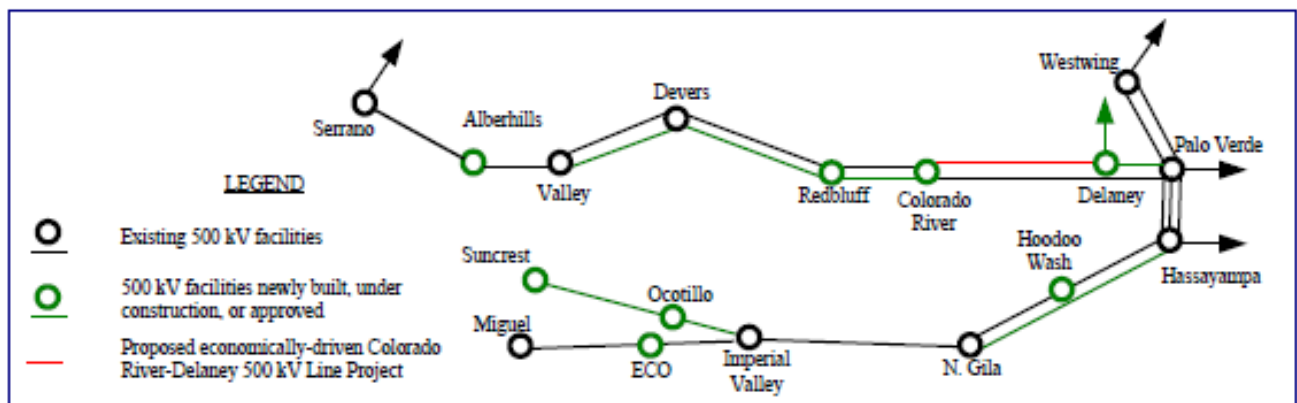 Westwing
Devers
Serrano
Alberhills
Palo Verde
LEGEND
Valley
Redbluff
Colorado
River
Delaney
Existing 500 kV facilities
Hoodoo
Wash
Suncrest
Hassayampa
500 kV facilities newly built, under
construction, or approved
Ocotillo
Miguel
Proposed economically-driven Colorado
River-Delaney 500 kV Line Project
ECO
Imperial
Valley
N. Gila